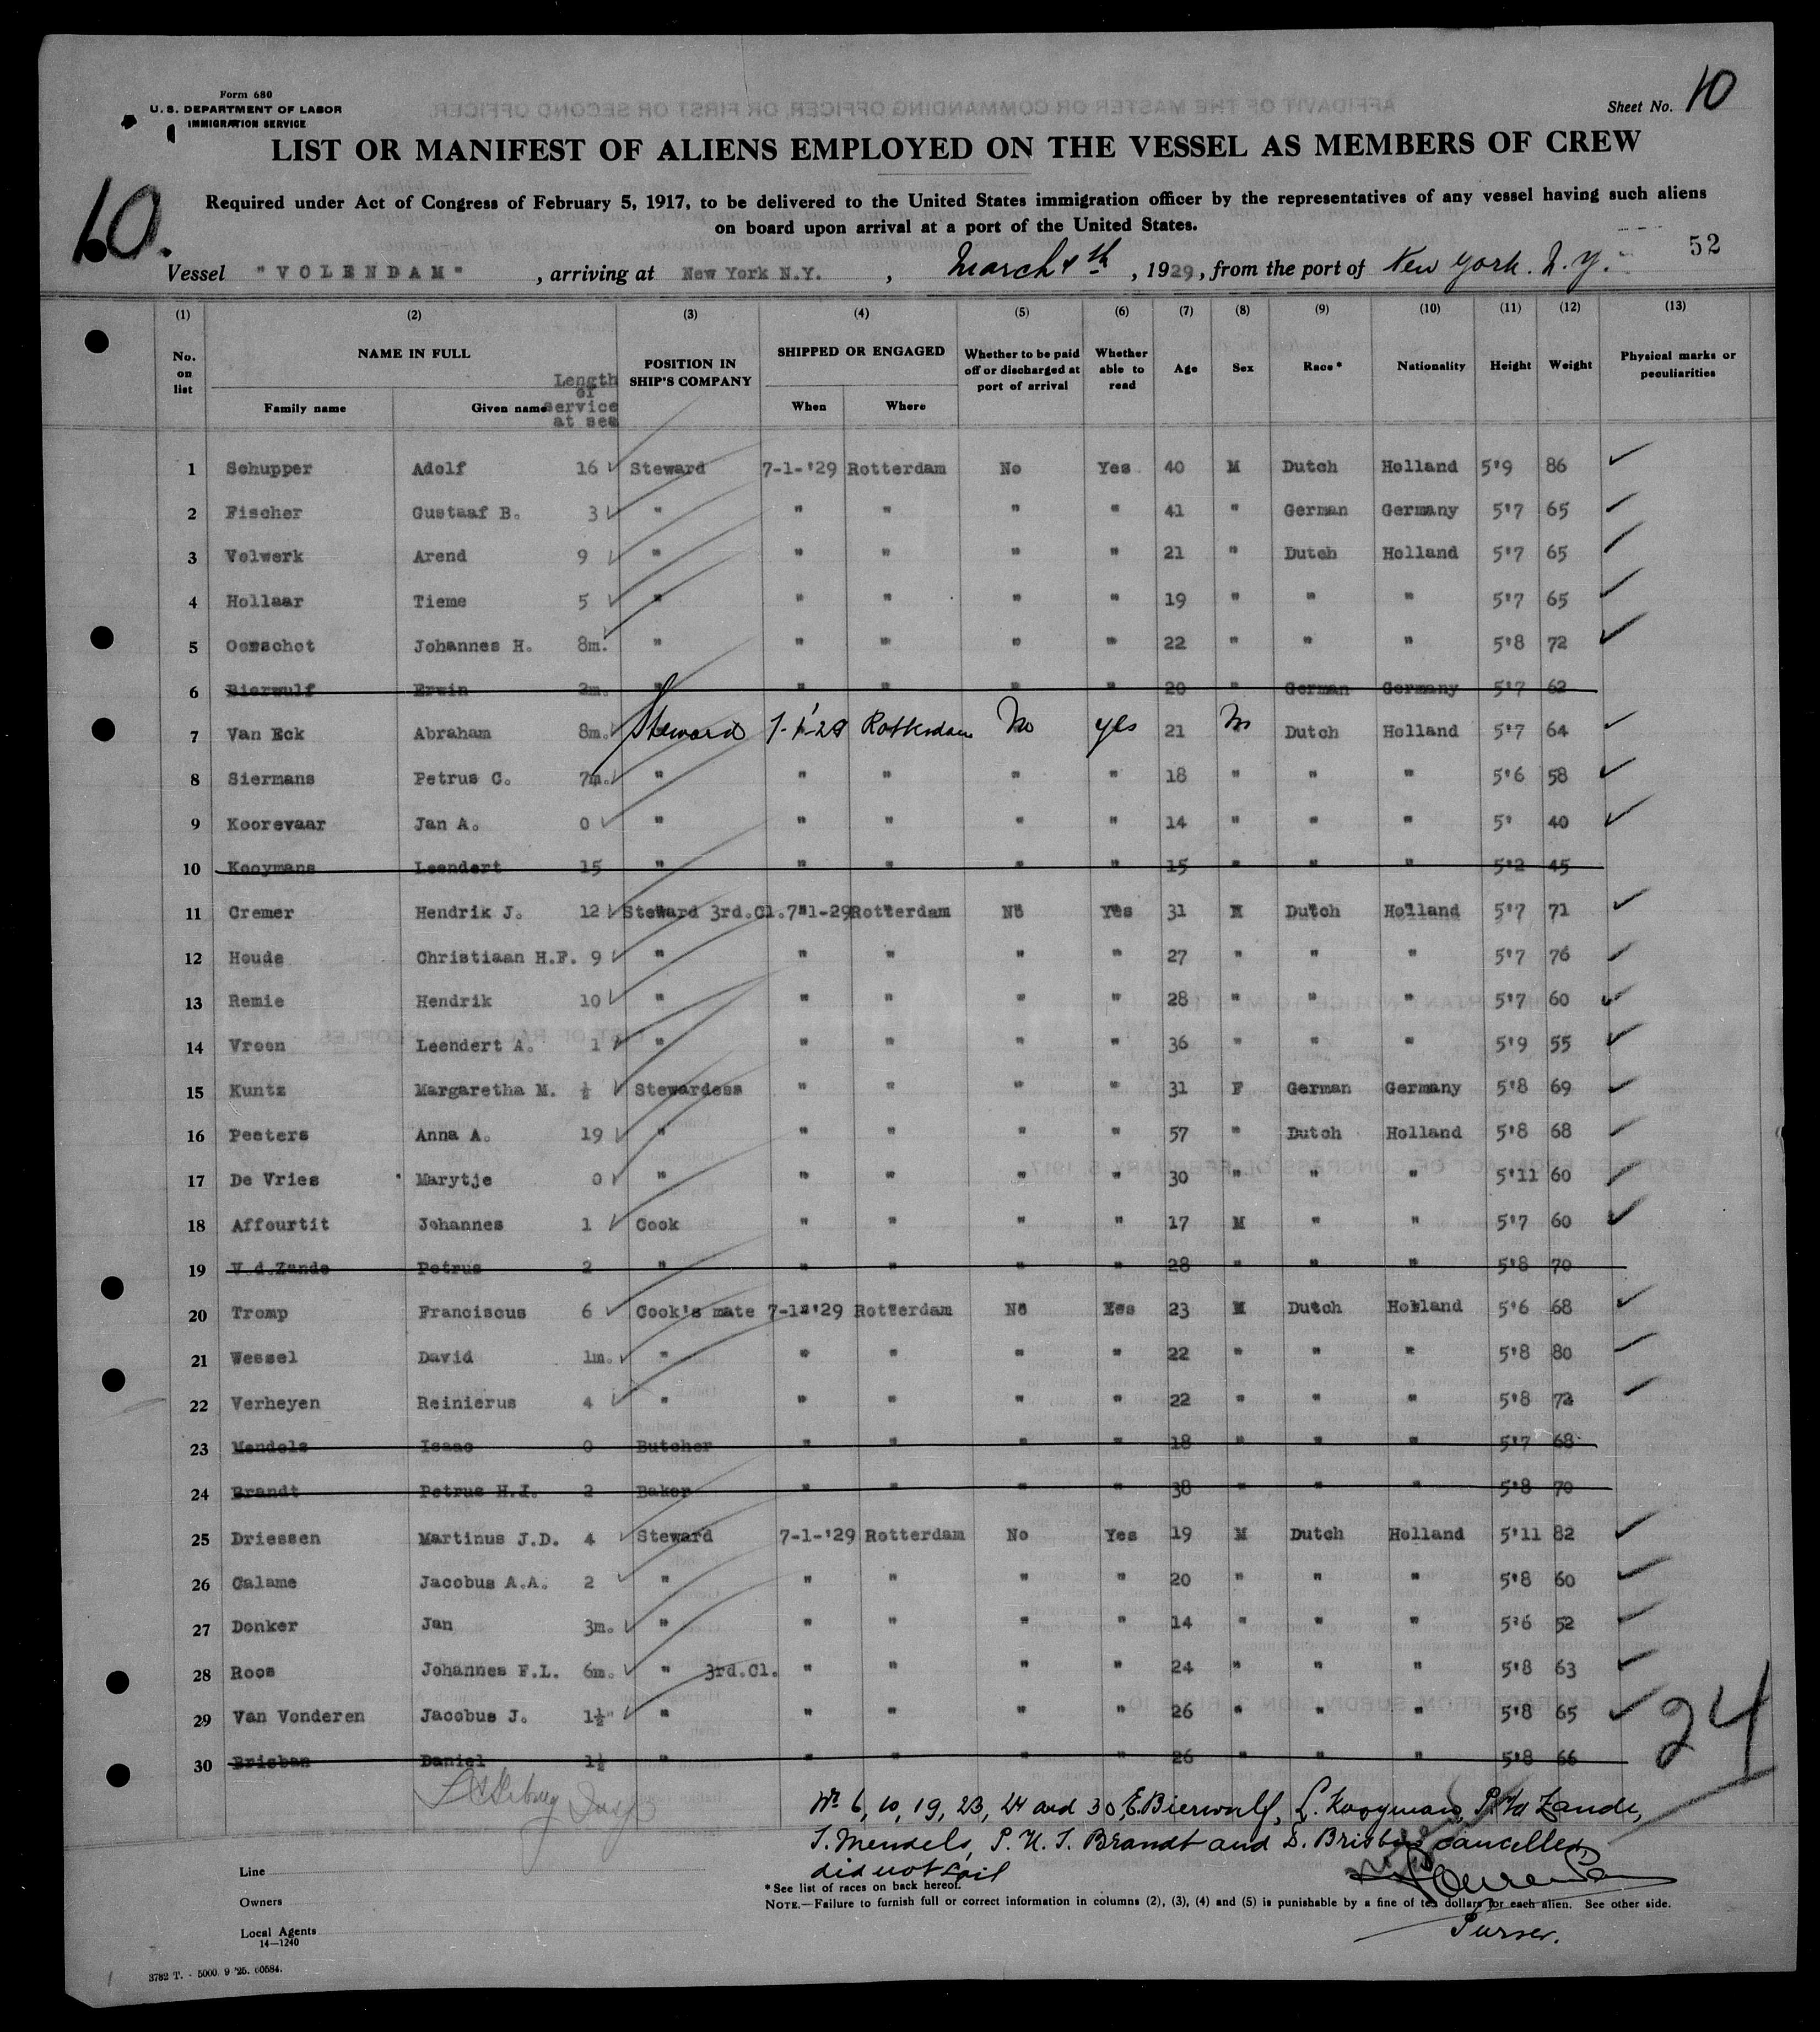 Form 680
U. S. DEPARTMENT OF LABOR
IMMIGRATION SERVICE
Sheet No. 10
LIST OR MANIFEST OF ALIENS EMPLOYED ON THE VESSEL AS MEMBERS OF CREW
10.
Required under Act of Congress of February 5, 1917, to be delivered to the United States immigration officer by the representatives of any vessel having such aliens
on board upon arrival at a port of the United States.
52
Vessel "VOLENDAM", arriving at New York N.Y., March 4th, 1929, from the port of New York. N.Y.
(1) (2) (3) (4) (5) (6) (7) (8) (9) (10) (11) (12) (13)
No. on list NAME IN FULL Family name Given name Length of service at sea POSITION IN SHIP'S COMPANY SHIPPED OR ENGAGED When Where Whether to be paid off or discharged at port of arrival Whether able to read Age Sex Race* Nationality Height Weight Physical marks or peculiarities
1 Schupper Adolf 16 Steward 7-1-'29 Rotterdam No Yes 40 M Dutch Holland 5'9 86
2 Fischer Gustaaf B. 3 " " " " " 41 " German Germany 5'7 65
3 Velwerk Arend 9 " " " " " 21 " Dutch Holland 5'7 65
4 Hollaar Tieme 5 " " " " " 19 " " " 5'7 65
5 Oomschot Johannes H. 8m. " " " " " 22 " " " 5'8 72
6 Bierwulf Erwin 2m. " " " " " 20 " German Germany 5'7 62
7 Van Eck Abraham 8m. Steward 7-1-29 Rotterdam No yes 21 m Dutch Holland 5'7 64
8 Siermans Petrus C. 7m. " " " " " 18 " " " 5'6 58
9 Koorevaar Jan A. 0 " " " " " 14 " " " 5' 40
10 Kooymans Leendert 15 " " " " " 15 " " " 5'2 45
11 Cremer Hendrik J. 12 Steward 3rd.Cl. 7-1-29 Rotterdam No Yes 31 M Dutch Holland 5'7 71
12 Houde Christiaan H.F. 9 " " " " " 27 " " " 5'7 76
13 Remie Hendrik 10 " " " " " 28 " " " 5'7 60
14 Vroon Leendert A. 1 " " " " " 36 " " " 5'9 55
15 Kuntz Margaretha M. ½ Stewardess " " " " 31 F German Germany 5'8 69
16 Peeters Anna A. 19 " " " " " 57 " Dutch Holland 5'8 68
17 De Vries Marytje 0 " " " " " 30 " " " 5'11 60
18 Affourtit Johannes 1 Cook " " " " 17 M " " 5'7 60
19 V.d.Zande Petrus 2 " " " " " 28 " " " 5'8 70
20 Tromp Franciscus 6 Cook's mate 7-1-'29 Rotterdam No Yes 23 M Dutch Holland 5'6 68
21 Wessel David 1m. " " " " " 22 " " " 5'8 80
22 Verheyen Reinierus 4 " " " " " 22 " " " 5'8 72
23 Mendels Isaac 0 Butcher " " " " 18 " " " 5'7 68
24 Brandt Petrus H.J. 2 Baker " " " " 38 " " " 5'8 70
25 Driessen Martinus J.D. 4 Steward 7-1-'29 Rotterdam No Yes 19 M Dutch Holland 5'11 82
26 Calame Jacobus A.A. 2 " " " " " 20 " " " 5'8 60
27 Donker Jan 3m. " " " " " 14 " " " 5'6 52
28 Roos Johannes F.L. 6m. " 3rd.Cl. " " " " 24 " " " 5'8 63
29 Van Vonderen Jacobus J. 1½" " " " " " 26 " " " 5'8 65
30 Brisban Daniel 1½ " " " " " 26 " " " 5'8 66
24
No 6, 10, 19, 23, 24 and 30, E. Bierwulf, L. Kooymans, P. v/d Zande,
I. Mendels, P. H. J. Brandt and D. Brisban cancelled
did not sail
Line
Owners
Local Agents
14—1240
* See list of races on back hereof.
NOTE.—Failure to furnish full or correct information in columns (2), (3), (4) and (5) is punishable by a fine of ten dollars for each alien. See other side.
Purser.
3782 T. - 5000 9 '25. 60584.